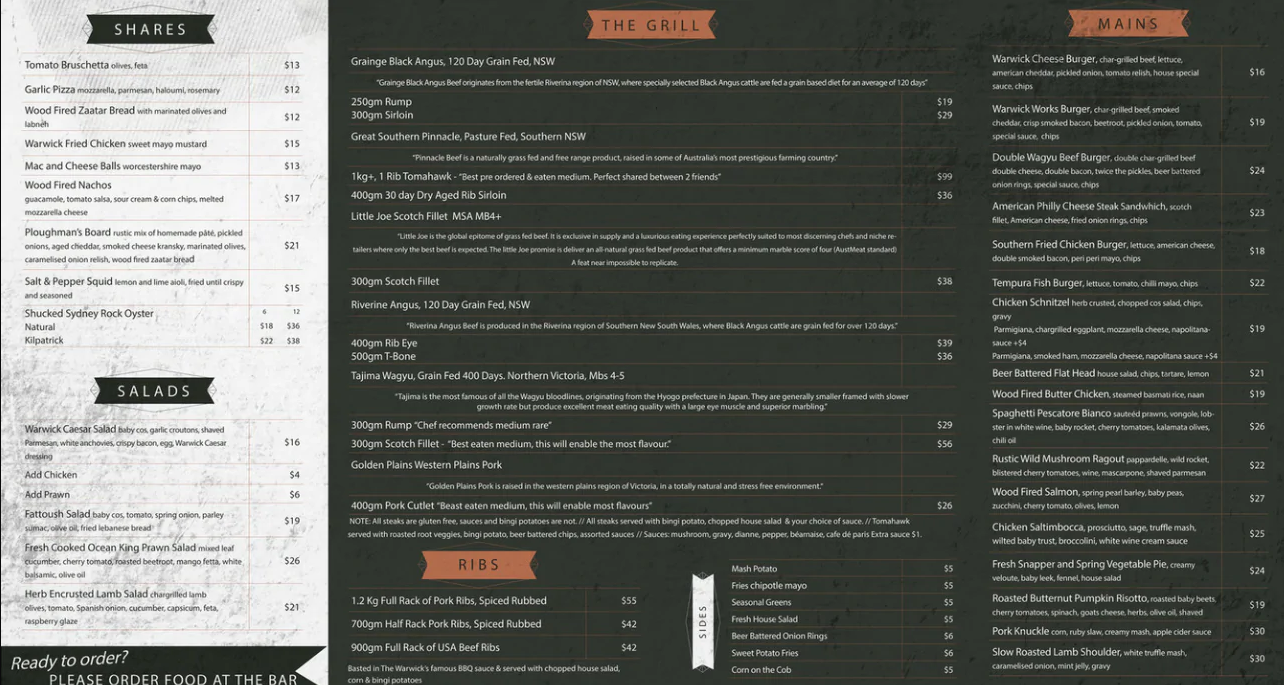 SHARES
Tomato Bruschetta olives, feta $13
Garlic Pizza mozzarella, parmesan, haloumi, rosemary $12
Wood Fired Zaatar Bread with marinated olives and
labneh $12
Warwick Fried Chicken sweet mayo mustard $15
Mac and Cheese Balls worcestershire mayo $13
Wood Fired Nachos
guacamole, tomato salsa, sour cream & corn chips, melted $17
mozzarella cheese
Ploughman's Board rustic mix of homemade pâté, pickled
onions, aged cheddar, smoked cheese kransky, marinated olives, $21
caramelised onion relish, wood fired zaatar bread
Salt & Pepper Squid lemon and lime aioli, fried until crispy
and seasoned $15
Shucked Sydney Rock Oyster 6 12
Natural $18 $36
Kilpatrick $22 $38
SALADS
Warwick Caesar Salad baby cos, garlic croutons, shaved
Parmesan, white anchovies, crispy bacon, egg, Warwick Caesar $16
dressing
Add Chicken $4
Add Prawn $6
Fattoush Salad baby cos, tomato, spring onion, parley
sumac, olive oil, fried lebanese bread $19
Fresh Cooked Ocean King Prawn Salad mixed leaf
cucumber, cherry tomato, roasted beetroot, mango fetta, white $26
balsamic, olive oil
Herb Encrusted Lamb Salad chargrilled lamb
olives, tomato, Spanish onion, cucumber, capsicum, feta, $21
raspberry glaze
Ready to order?
PLEASE ORDER FOOD AT THE BAR
THE GRILL
Grainge Black Angus, 120 Day Grain Fed, NSW
"Grainge Black Angus Beef originates from the fertile Riverina region of NSW, where specially selected Black Angus cattle are fed a grain based diet for an average of 120 days"
250gm Rump $19
300gm Sirloin $29
Great Southern Pinnacle, Pasture Fed, Southern NSW
"Pinnacle Beef is a naturally grass fed and free range product, raised in some of Australia's most prestigious farming country."
1kg+, 1 Rib Tomahawk - "Best pre ordered & eaten medium. Perfect shared between 2 friends" $99
400gm 30 day Dry Aged Rib Sirloin $36
Little Joe Scotch Fillet MSA MB4+
"Little Joe is the global epitome of grass fed beef. It is exclusive in supply and a luxurious eating experience perfectly suited to most discerning chefs and niche re-
tailers where only the best beef is expected. The little Joe promise is deliver an all-natural grass fed beef product that offers a minimum marble score of four (AustMeat standard)
A feat near impossible to replicate.
300gm Scotch Fillet $38
Riverine Angus, 120 Day Grain Fed, NSW
"Riverina Angus Beef is produced in the Riverina region of Southern New South Wales, where Black Angus cattle are grain fed for over 120 days."
400gm Rib Eye $39
500gm T-Bone $36
Tajima Wagyu, Grain Fed 400 Days. Northern Victoria, Mbs 4-5
"Tajima is the most famous of all the Wagyu bloodlines, originating from the Hyogo prefecture in Japan. They are generally smaller framed with slower
growth rate but produce excellent meat eating quality with a large eye muscle and superior marbling."
300gm Rump "Chef recommends medium rare" $29
300gm Scotch Fillet - "Best eaten medium, this will enable the most flavour." $56
Golden Plains Western Plains Pork
"Golden Plains Pork is raised in the western plains region of Victoria, in a totally natural and stress free environment."
400gm Pork Cutlet "Beast eaten medium, this will enable most flavours" $26
NOTE: All steaks are gluten free, sauces and bingi potatoes are not. // All steaks served with bingi potato, chopped house salad & your choice of sauce. // Tomahawk
served with roasted root veggies, bingi potato, beer battered chips, assorted sauces // Sauces: mushroom, gravy, dianne, pepper, béarnaise, cafe dé paris Extra sauce $1.
RIBS
1.2 Kg Full Rack of Pork Ribs, Spiced Rubbed $55
700gm Half Rack Pork Ribs, Spiced Rubbed $42
900gm Full Rack of USA Beef Ribs $42
Basted in The Warwick's famous BBQ sauce & served with chopped house salad,
corn & bingi potatoes
SIDES
Mash Potato $5
Fries chipotle mayo $5
Seasonal Greens $5
Fresh House Salad $5
Beer Battered Onion Rings $6
Sweet Potato Fries $6
Corn on the Cob $5
MAINS
Warwick Cheese Burger, char-grilled beef, lettuce,
american cheddar, pickled onion, tomato relish, house special $16
sauce, chips
Warwick Works Burger, char-grilled beef, smoked
cheddar, crisp smoked bacon, beetroot, pickled onion, tomato, $19
special sauce, chips
Double Wagyu Beef Burger, double char-grilled beef
double cheese, double bacon, twice the pickles, beer battered $24
onion rings, special sauce, chips
American Philly Cheese Steak Sandwhich, scotch
fillet, American cheese, fried onion rings, chips $23
Southern Fried Chicken Burger, lettuce, american cheese,
double smoked bacon, peri peri mayo, chips $18
Tempura Fish Burger, lettuce, tomato, chilli mayo, chips $22
Chicken Schnitzel herb crusted, chopped cos salad, chips,
gravy
Parmigiana, chargrilled eggplant, mozzarella cheese, napolitana- $19
sauce +$4
Parmigiana, smoked ham, mozzarella cheese, napolitana sauce +$4
Beer Battered Flat Head house salad, chips, tartare, lemon $21
Wood Fired Butter Chicken, steamed basmati rice, naan $19
Spaghetti Pescatore Bianco sautéed prawns, vongole, lob-
ster in white wine, baby rocket, cherry tomatoes, kalamata olives, $26
chili oil
Rustic Wild Mushroom Ragout pappardelle, wild rocket,
blistered cherry tomatoes, wine, mascarpone, shaved parmesan $22
Wood Fired Salmon, spring pearl barley, baby peas,
zucchini, cherry tomato, olives, lemon $27
Chicken Saltimbocca, prosciutto, sage, truffle mash,
wilted baby trust, broccolini, white wine cream sauce $25
Fresh Snapper and Spring Vegetable Pie, creamy
veloute, baby leek, fennel, house salad $24
Roasted Butternut Pumpkin Risotto, roasted baby beets,
cherry tomatoes, spinach, goats cheese, herbs, olive oil, shaved $19
Pork Knuckle corn, ruby slaw, creamy mash, apple cider sauce $30
Slow Roasted Lamb Shoulder, white truffle mash,
caramelised onion, mint jelly, gravy $30